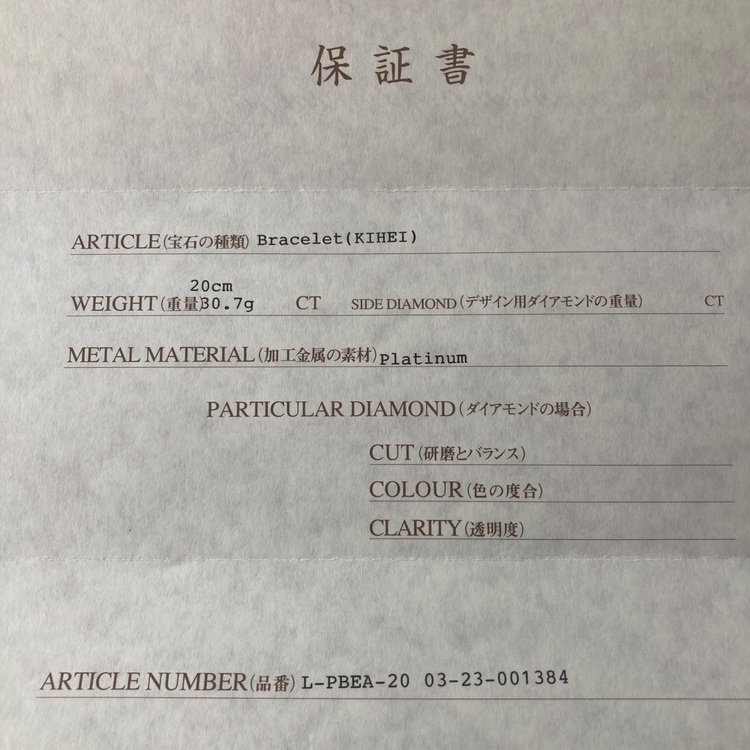 保証書
ARTICLE(宝石の種類) Bracelet(KIHEI)
20cm
WEIGHT(重量)30.7g CT SIDE DIAMOND(デザイン用ダイアモンドの重量) CT
METAL MATERIAL(加工金属の素材)Platinum
PARTICULAR DIAMOND(ダイアモンドの場合)
CUT(研磨とバランス)
COLOUR(色の度合)
CLARITY(透明度)
ARTICLE NUMBER(品番) L-PBEA-20 03-23-001384